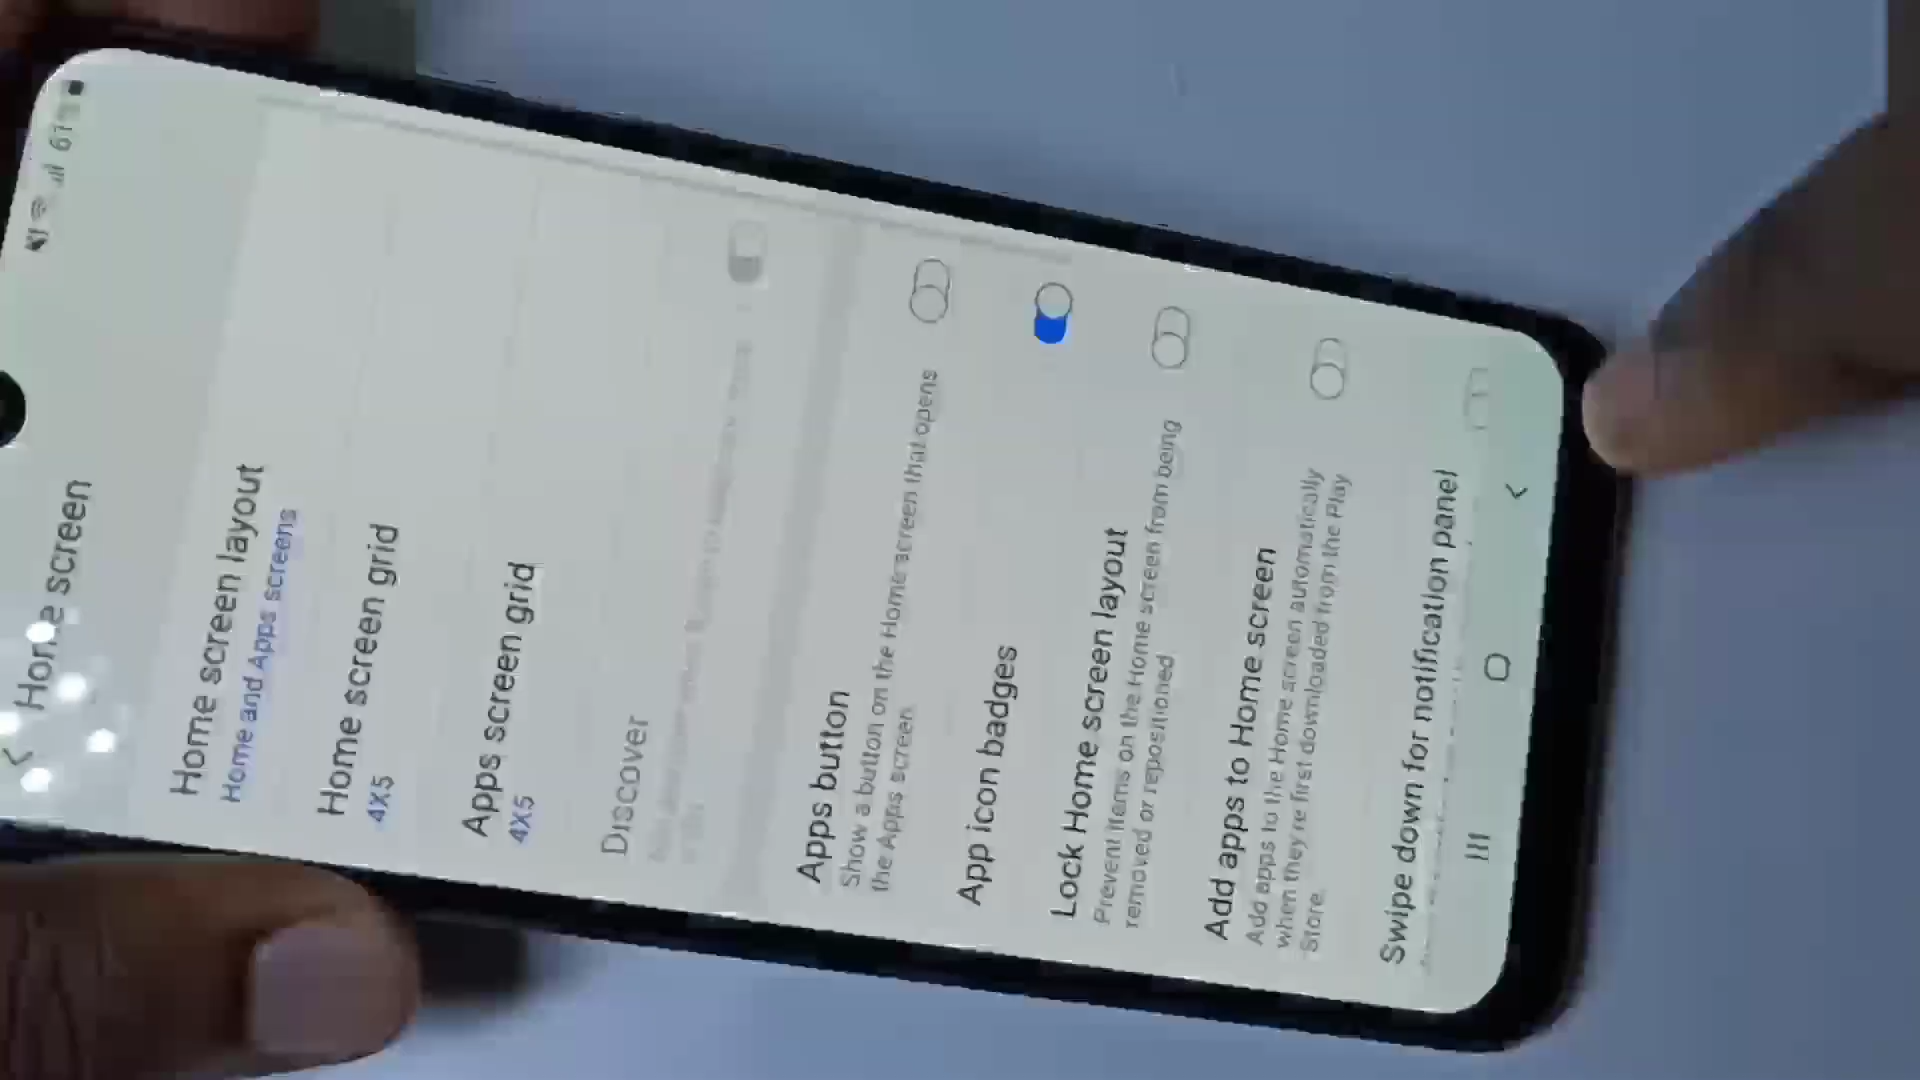 61
Home screen
Home screen layout
Home and Apps screens
Home screen grid
4X5
Apps screen grid
4X5
Discover
Apps button
Show a button on the Home screen that opens
the Apps screen.
App icon badges
Lock Home screen layout
Prevent items on the Home screen from being
removed or repositioned
Add apps to Home screen
Add apps to the Home screen automatically
when they're first downloaded from the Play
Store.
Swipe down for notification panel